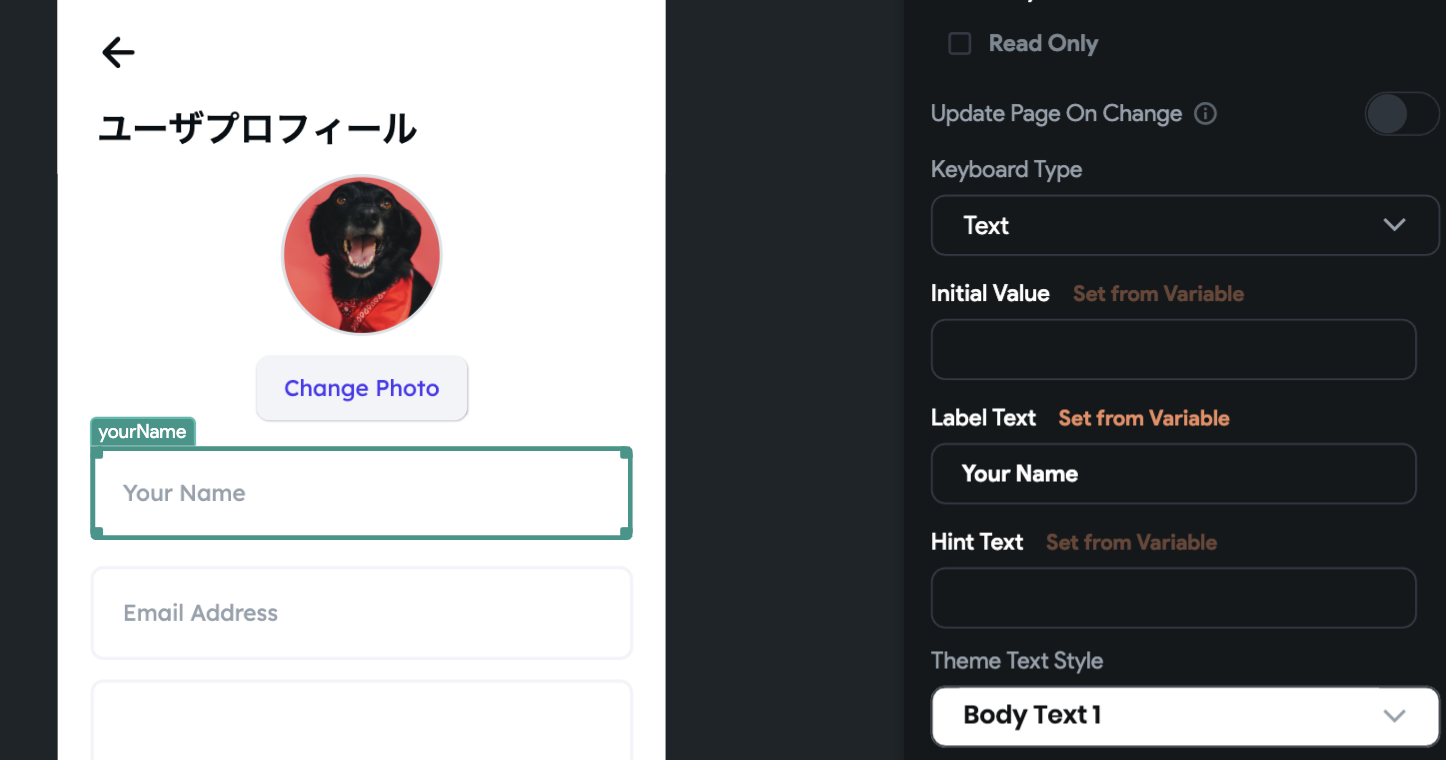 ユーザプロフィール
Change Photo
yourName
Your Name
Email Address
Read Only
Update Page On Change
Keyboard Type
Text
Initial Value Set from Variable
Label Text Set from Variable
Your Name
Hint Text Set from Variable
Theme Text Style
Body Text 1